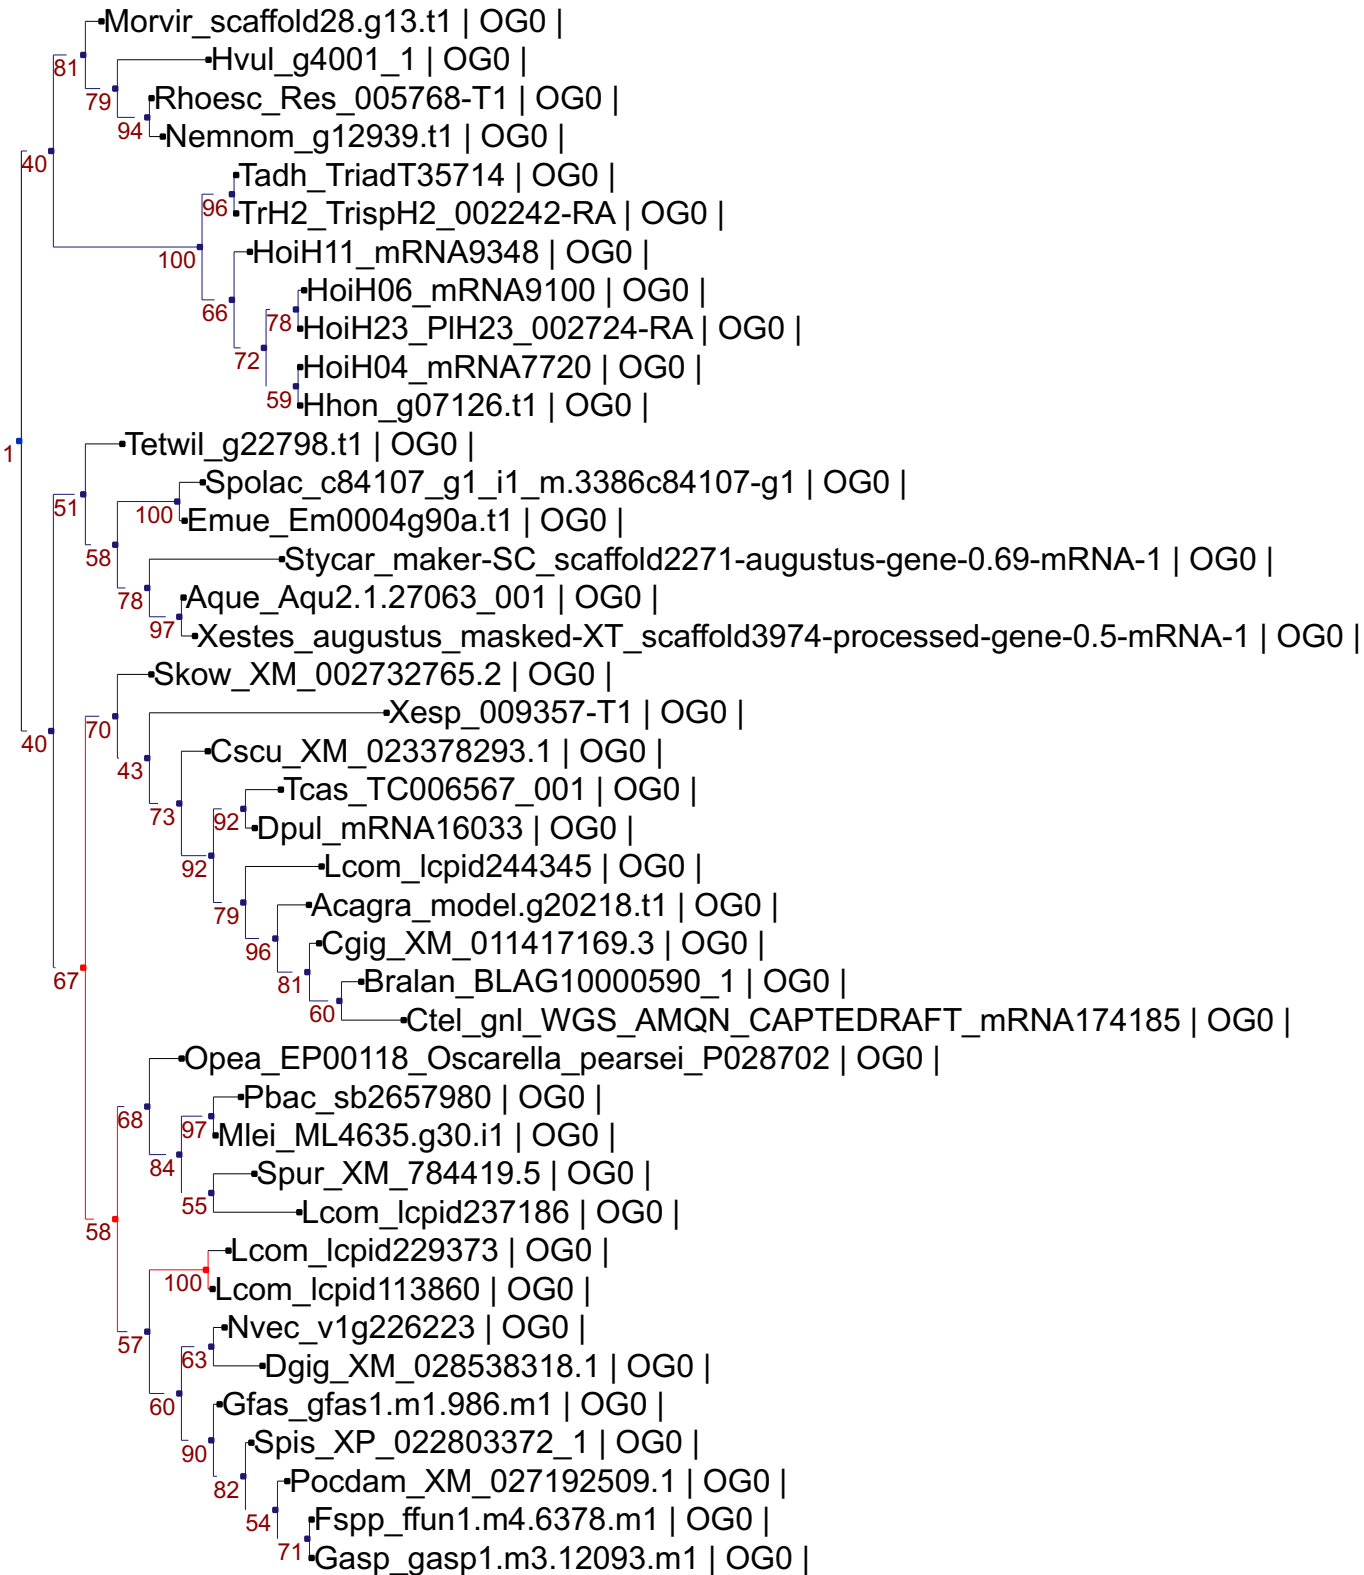 Morvir_scaffold28.g13.t1 | OG0 |
81
Hvul_g4001_1 | OG0 |
79
Rhoesc_Res_005768-T1 | OG0 |
94
Nemnom_g12939.t1 | OG0 |
40
Tadh_TriadT35714 | OG0 |
96
TrH2_TrispH2_002242-RA | OG0 |
100
HoiH11_mRNA9348 | OG0 |
66
HoiH06_mRNA9100 | OG0 |
78
HoiH23_PlH23_002724-RA | OG0 |
72
HoiH04_mRNA7720 | OG0 |
59
Hhon_g07126.t1 | OG0 |
1
Tetwil_g22798.t1 | OG0 |
51
Spolac_c84107_g1_i1_m.3386c84107-g1 | OG0 |
100
Emue_Em0004g90a.t1 | OG0 |
58
Stycar_maker-SC_scaffold2271-augustus-gene-0.69-mRNA-1 | OG0 |
78
Aque_Aqu2.1.27063_001 | OG0 |
97
Xestes_augustus_masked-XT_scaffold3974-processed-gene-0.5-mRNA-1 | OG0 |
40
Skow_XM_002732765.2 | OG0 |
70
Xesp_009357-T1 | OG0 |
43
Cscu_XM_023378293.1 | OG0 |
73
Tcas_TC006567_001 | OG0 |
92
Dpul_mRNA16033 | OG0 |
92
Lcom_lcpid244345 | OG0 |
79
Acagra_model.g20218.t1 | OG0 |
96
Cgig_XM_011417169.3 | OG0 |
81
Bralan_BLAG10000590_1 | OG0 |
60
Ctel_gnl_WGS_AMQN_CAPTEDRAFT_mRNA174185 | OG0 |
67
Opea_EP00118_Oscarella_pearsei_P028702 | OG0 |
68
Pbac_sb2657980 | OG0 |
97
Mlei_ML4635.g30.i1 | OG0 |
84
Spur_XM_784419.5 | OG0 |
55
Lcom_lcpid237186 | OG0 |
58
Lcom_lcpid229373 | OG0 |
100
Lcom_lcpid113860 | OG0 |
57
Nvec_v1g226223 | OG0 |
63
Dgig_XM_028538318.1 | OG0 |
60
Gfas_gfas1.m1.986.m1 | OG0 |
90
Spis_XP_022803372_1 | OG0 |
82
Pocdam_XM_027192509.1 | OG0 |
54
Fspp_ffun1.m4.6378.m1 | OG0 |
71
Gasp_gasp1.m3.12093.m1 | OG0 |